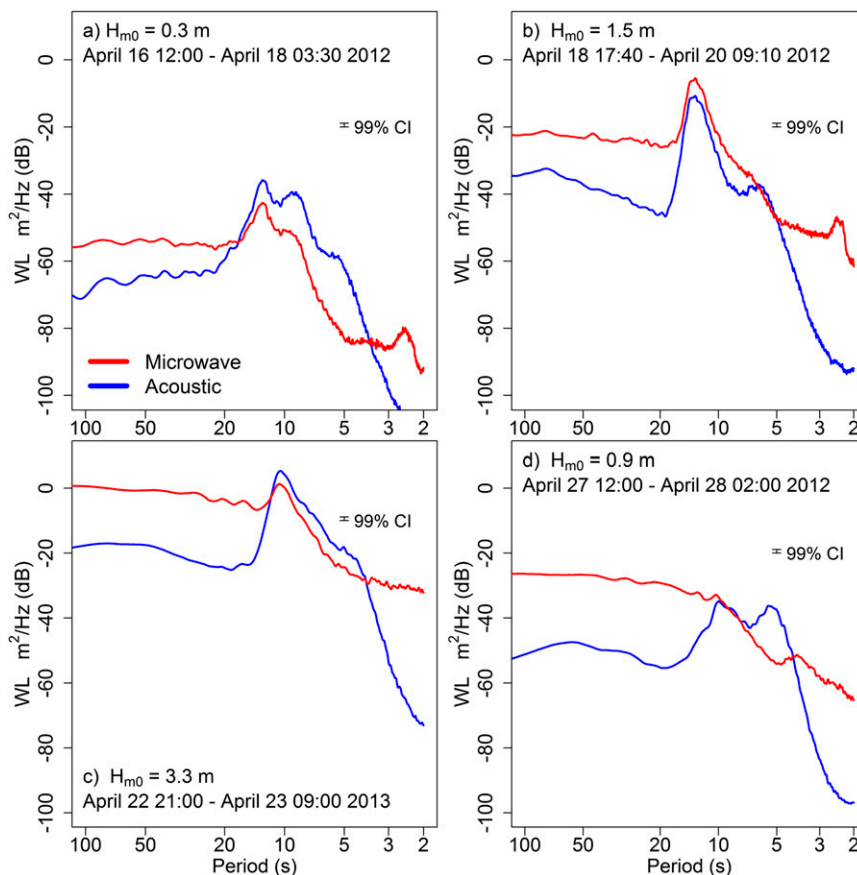 a) Hm0 = 0.3 m
April 16 12:00 - April 18 03:30 2012
99% CI
WL m²/Hz (dB)
0
-20
-40
-60
-80
-100
Microwave
Acoustic
100 50 20 10 5 3 2
b) Hm0 = 1.5 m
April 18 17:40 - April 20 09:10 2012
99% CI
WL m²/Hz (dB)
0
-20
-40
-60
-80
-100
100 50 20 10 5 3 2
99% CI
WL m²/Hz (dB)
0
-20
-40
-60
-80
-100
c) Hm0 = 3.3 m
April 22 21:00 - April 23 09:00 2013
100 50 20 10 5 3 2
Period (s)
d) Hm0 = 0.9 m
April 27 12:00 - April 28 02:00 2012
99% CI
WL m²/Hz (dB)
0
-20
-40
-60
-80
-100
100 50 20 10 5 3 2
Period (s)